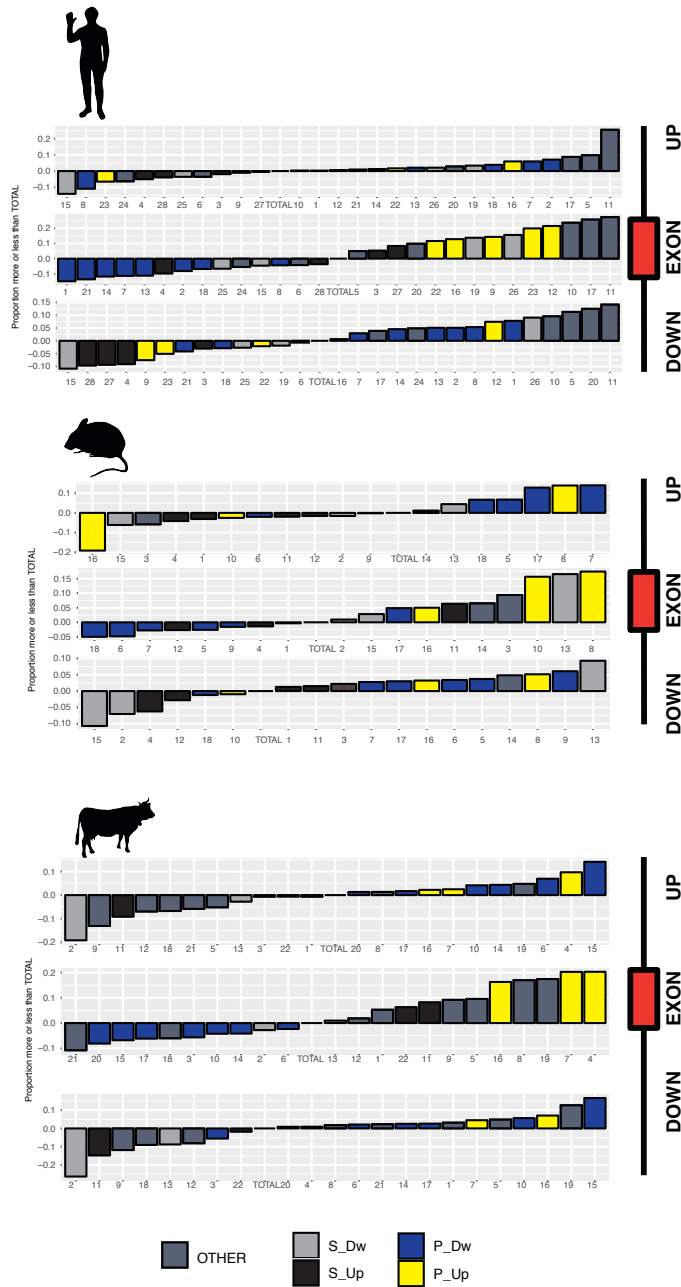 UP
0.2
0.1
0.0
−0.1
15 8 23 24 4 28 25 6 3 9 27 TOTAL 10 1 12 21 14 22 13 26 20 19 18 16 7 2 17 5 11
Proportion more or less than TOTAL
EXON
0.2
0.1
0.0
−0.1
1 21 14 7 13 4 2 18 25 24 15 8 6 28 TOTAL 5 3 27 20 22 16 19 9 26 23 12 10 17 11
DOWN
0.15
0.10
0.05
0.00
−0.05
−0.10
15 28 27 4 9 23 21 3 18 25 22 19 6 TOTAL 16 7 17 14 24 13 2 8 12 1 26 10 5 20 11
UP
0.1
0.0
−0.1
−0.2
16 15 3 4 1 10 6 11 12 2 9 TOTAL 14 13 18 5 17 8 7
Proportion more or less than TOTAL
EXON
0.15
0.10
0.05
0.00
−0.05
18 6 7 12 5 9 4 1 TOTAL 2 15 17 16 11 14 3 10 13 8
DOWN
0.10
0.05
0.00
−0.05
−0.10
15 2 4 12 18 10 TOTAL 1 11 3 7 17 16 6 5 14 8 9 13
UP
0.1
0.0
−0.1
−0.2
2 9 11 12 18 21 5 13 3 22 1 TOTAL 20 8 17 16 7 10 14 19 6 4 15
Proportion more or less than TOTAL
EXON
0.2
0.1
0.0
−0.1
21 20 15 17 18 3 10 14 2 6 TOTAL 13 12 1 22 11 9 5 16 8 19 7 4
DOWN
0.1
0.0
−0.1
−0.2
2 11 9 18 13 12 3 22 TOTAL 20 4 8 6 21 14 17 1 7 5 10 16 19 15
OTHER
S_Dw
P_Dw
S_Up
P_Up